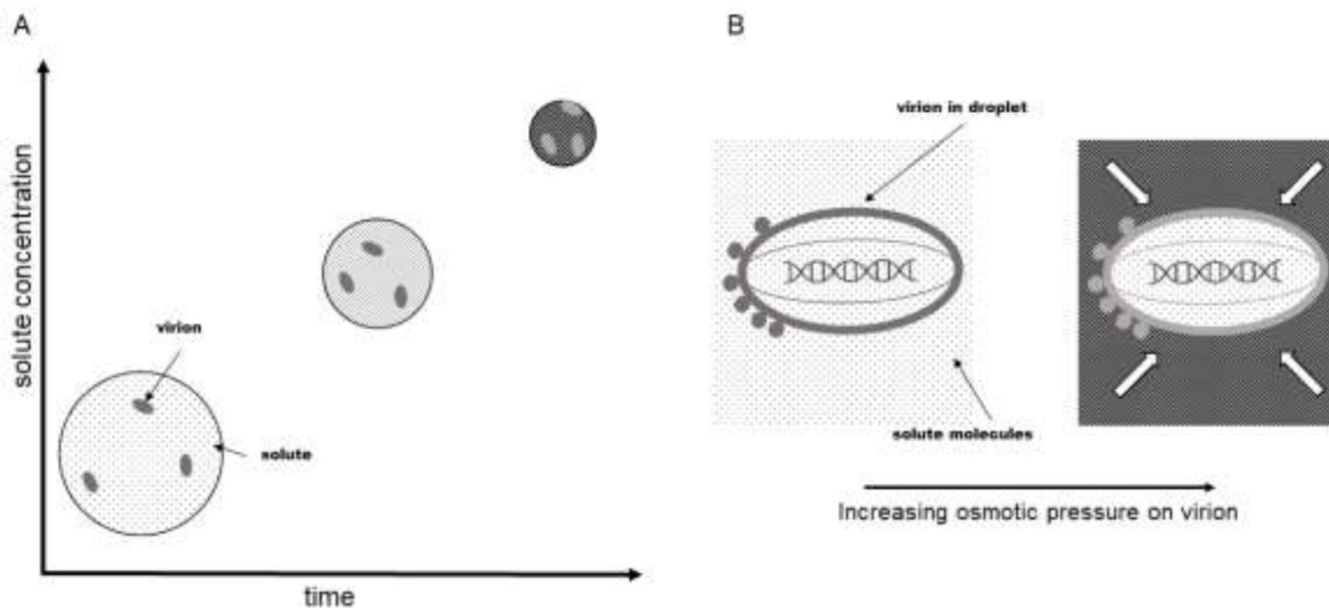 A
B
solute concentration
virion
solute
time
virion in droplet
solute molecules
Increasing osmotic pressure on virion